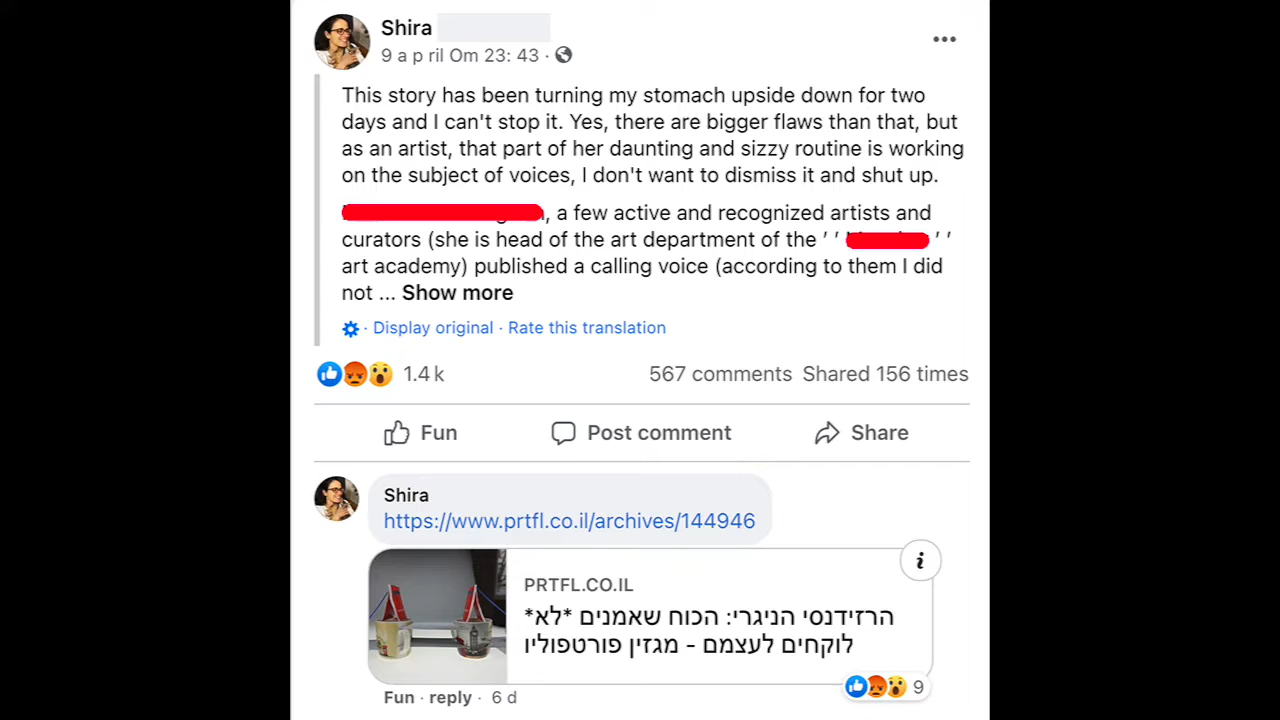 Shira
9 a p ril Om 23: 43 ·
This story has been turning my stomach upside down for two
days and I can't stop it. Yes, there are bigger flaws than that, but
as an artist, that part of her daunting and sizzy routine is working
on the subject of voices, I don't want to dismiss it and shut up.
, a few active and recognized artists and
curators (she is head of the art department of the ' ' ' '
art academy) published a calling voice (according to them I did
not ... Show more
· Display original · Rate this translation
1.4 k 567 comments Shared 156 times
Fun Post comment Share
Shira
https://www.prtfl.co.il/archives/144946
PRTFL.CO.IL
הרזידנסי הניגרי: הכוח שאמנים *לא*
לוקחים לעצמם - מגזין פורטפוליו
9
Fun · reply · 6 d